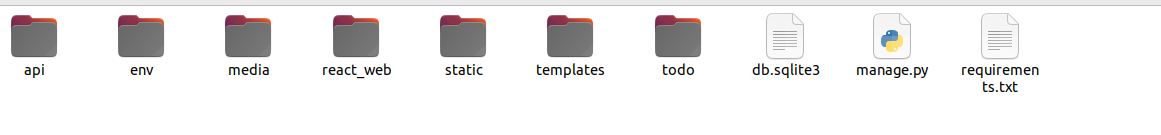 api
env
media
react_web
static
templates
todo
db.sqlite3
manage.py
requiremen
ts.txt